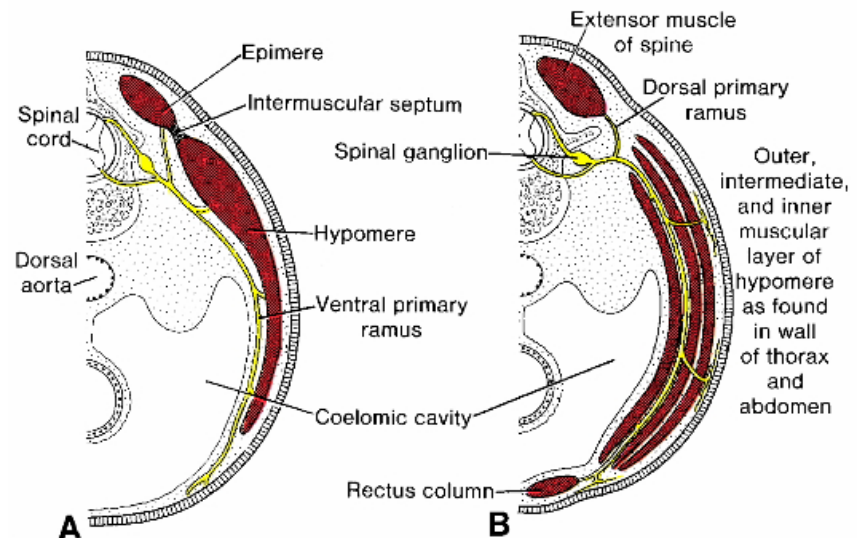 Epimere
Intermuscular septum
Spinal
cord
Hypomere
Dorsal
aorta
Ventral primary
ramus
Coelomic cavity
A
Extensor muscle
of spine
Dorsal primary
ramus
Spinal ganglion
Outer,
intermediate,
and inner
muscular
layer of
hypomere
as found
in wall
of thorax
and
abdomen
Rectus column
B